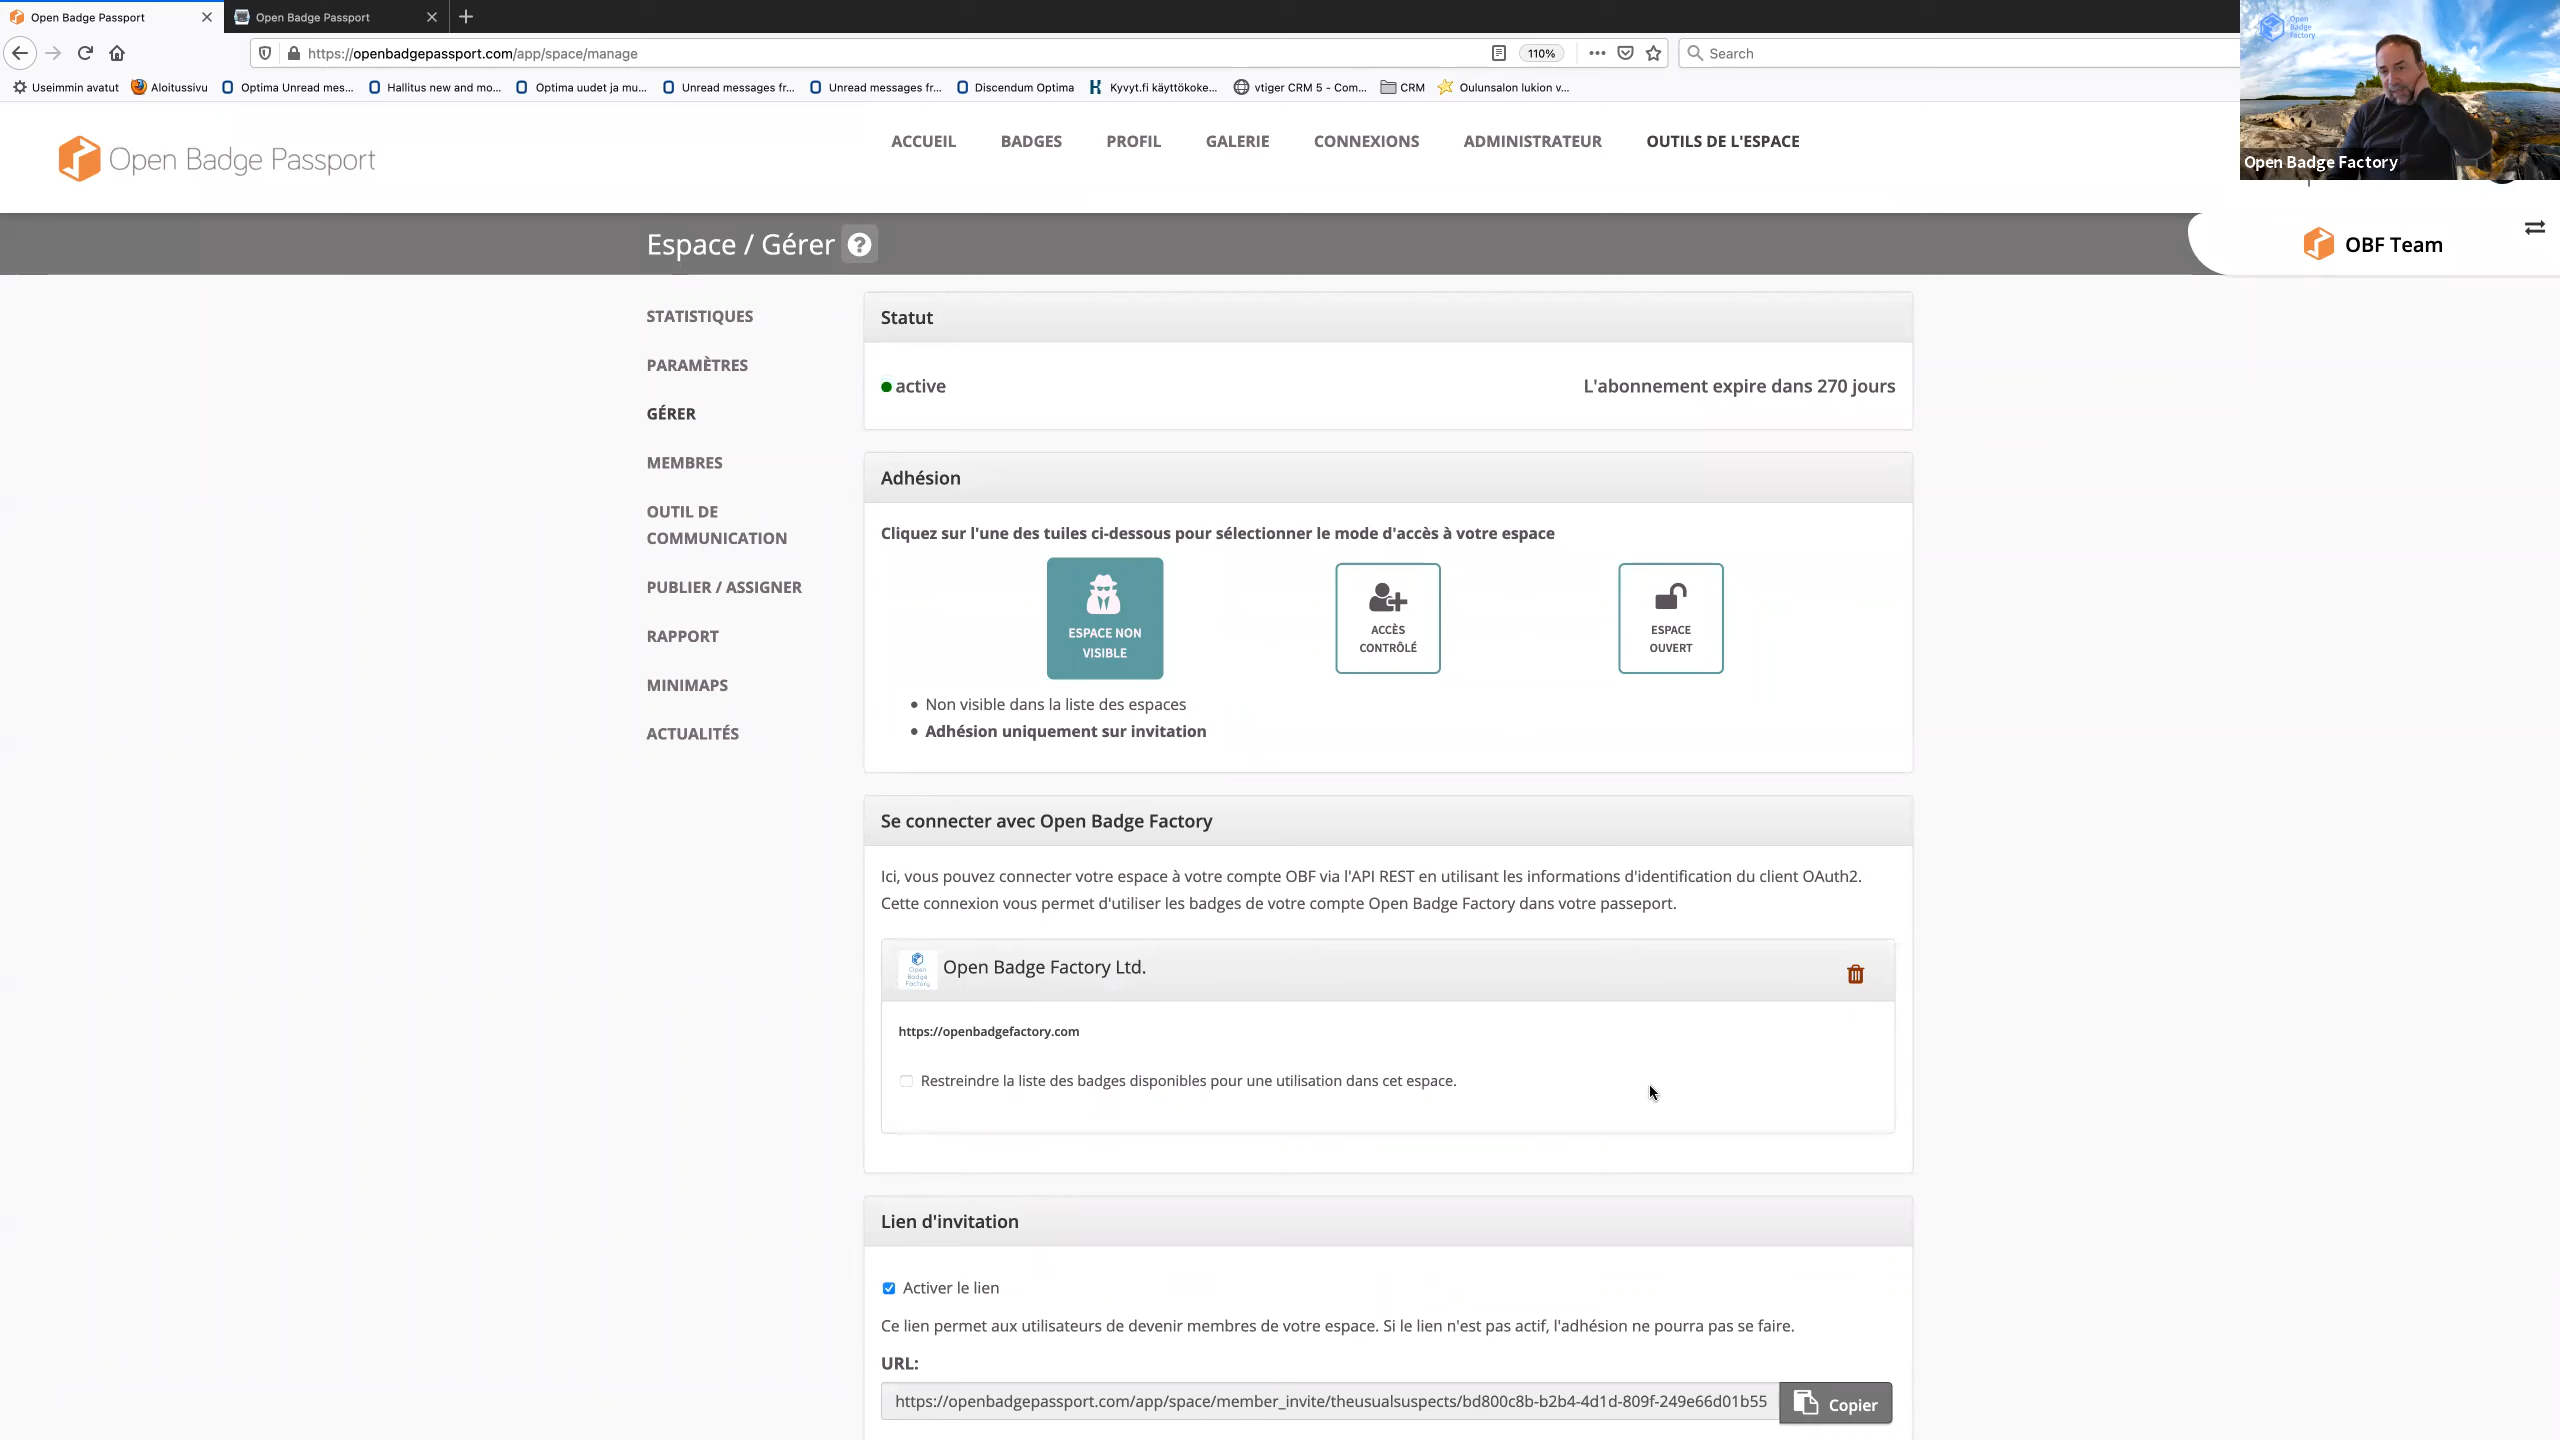 Open Badge Passport
Open Badge Passport
https://openbadgepassport.com/app/space/manage
110%
Search
Useimmin avatut
Aloitussivu
Optima Unread mes...
Hallitus new and mo...
Optima uudet ja mu...
Unread messages fr...
Unread messages fr...
Discendum Optima
Kyvyt.fi käyttökoke...
vtiger CRM 5 - Com...
CRM
Oulunsalon lukion v...
Open
Badge
Factory
Open Badge Factory
Open Badge Passport
ACCUEIL
BADGES
PROFIL
GALERIE
CONNEXIONS
ADMINISTRATEUR
OUTILS DE L'ESPACE
Espace / Gérer ?
OBF Team
STATISTIQUES
PARAMÈTRES
GÉRER
MEMBRES
OUTIL DE
COMMUNICATION
PUBLIER / ASSIGNER
RAPPORT
MINIMAPS
ACTUALITÉS
Statut
active
L'abonnement expire dans 270 jours
Adhésion
Cliquez sur l'une des tuiles ci-dessous pour sélectionner le mode d'accès à votre espace
ESPACE NON
VISIBLE
ACCÈS
CONTRÔLÉ
ESPACE
OUVERT
• Non visible dans la liste des espaces
• Adhésion uniquement sur invitation
Se connecter avec Open Badge Factory
Ici, vous pouvez connecter votre espace à votre compte OBF via l'API REST en utilisant les informations d'identification du client OAuth2.
Cette connexion vous permet d'utiliser les badges de votre compte Open Badge Factory dans votre passeport.
Open
Badge
Factory
Open Badge Factory Ltd.
https://openbadgefactory.com
Restreindre la liste des badges disponibles pour une utilisation dans cet espace.
Lien d'invitation
Activer le lien
Ce lien permet aux utilisateurs de devenir membres de votre espace. Si le lien n'est pas actif, l'adhésion ne pourra pas se faire.
URL:
https://openbadgepassport.com/app/space/member_invite/theusualsuspects/bd800c8b-b2b4-4d1d-809f-249e66d01b55
Copier